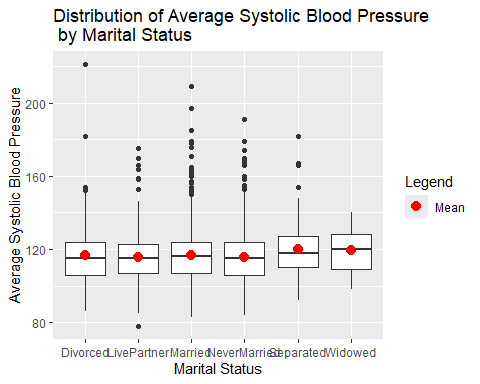 Distribution of Average Systolic Blood Pressure
by Marital Status
Average Systolic Blood Pressure
200
160
120
80
Divorced LivePartner Married NeverMarried Separated Widowed
Marital Status
Legend
Mean